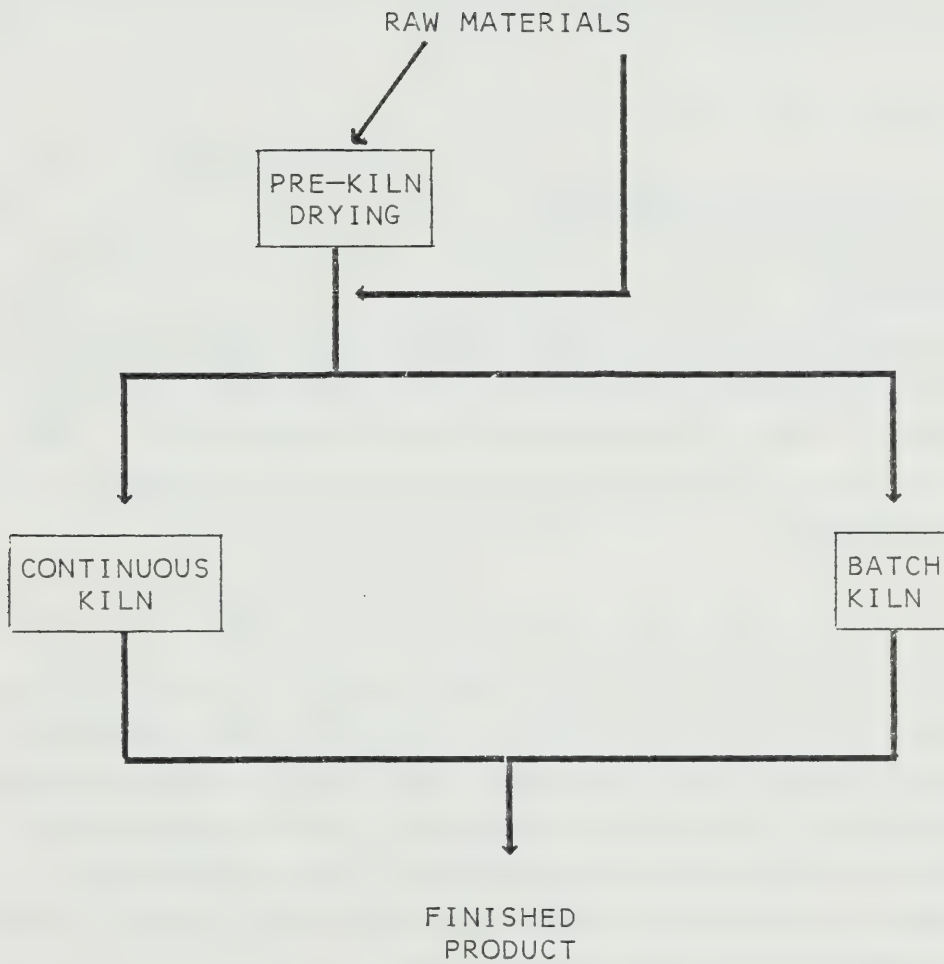 RAW MATERIALS
PRE-KILN
DRYING
CONTINUOUS
KILN
BATCH
KILN
FINISHED
PRODUCT